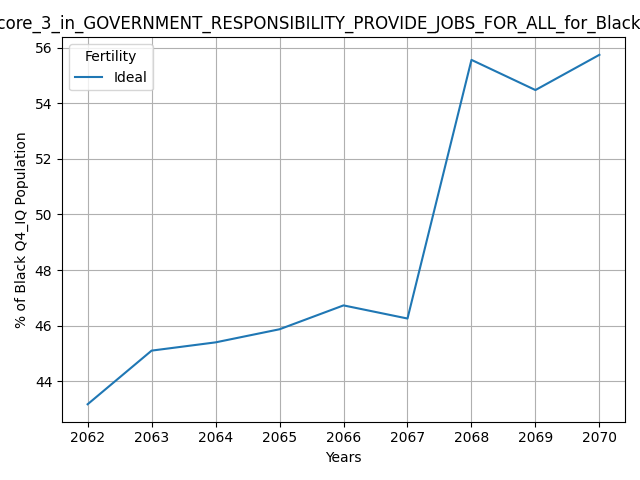 core_3_in_GOVERNMENT_RESPONSIBILITY_PROVIDE_JOBS_FOR_ALL_for_Black
Fertility
Ideal
56
54
52
50
48
46
44
% of Black Q4_IQ Population
2062 2063 2064 2065 2066 2067 2068 2069 2070
Years